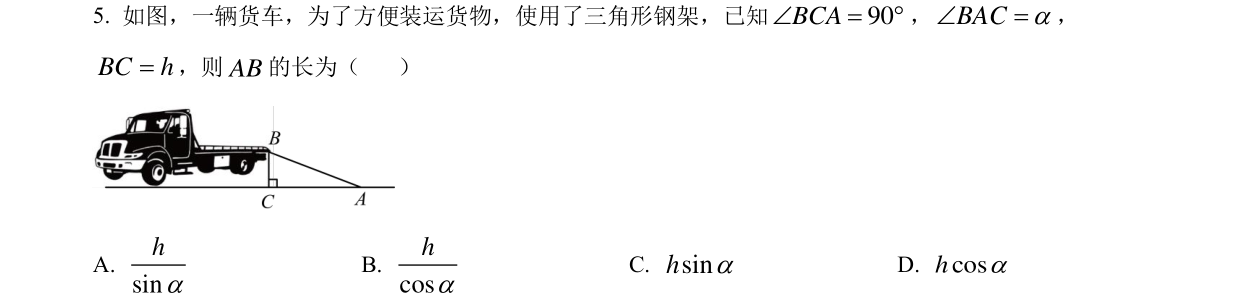 5. 如图，一辆货车，为了方便装运货物，使用了三角形钢架，已知∠BCA = 90°，∠BAC = α，
BC = h，则 AB 的长为（　　）
B
C A
A. h/sin α B. h/cos α C. h sin α D. h cos α